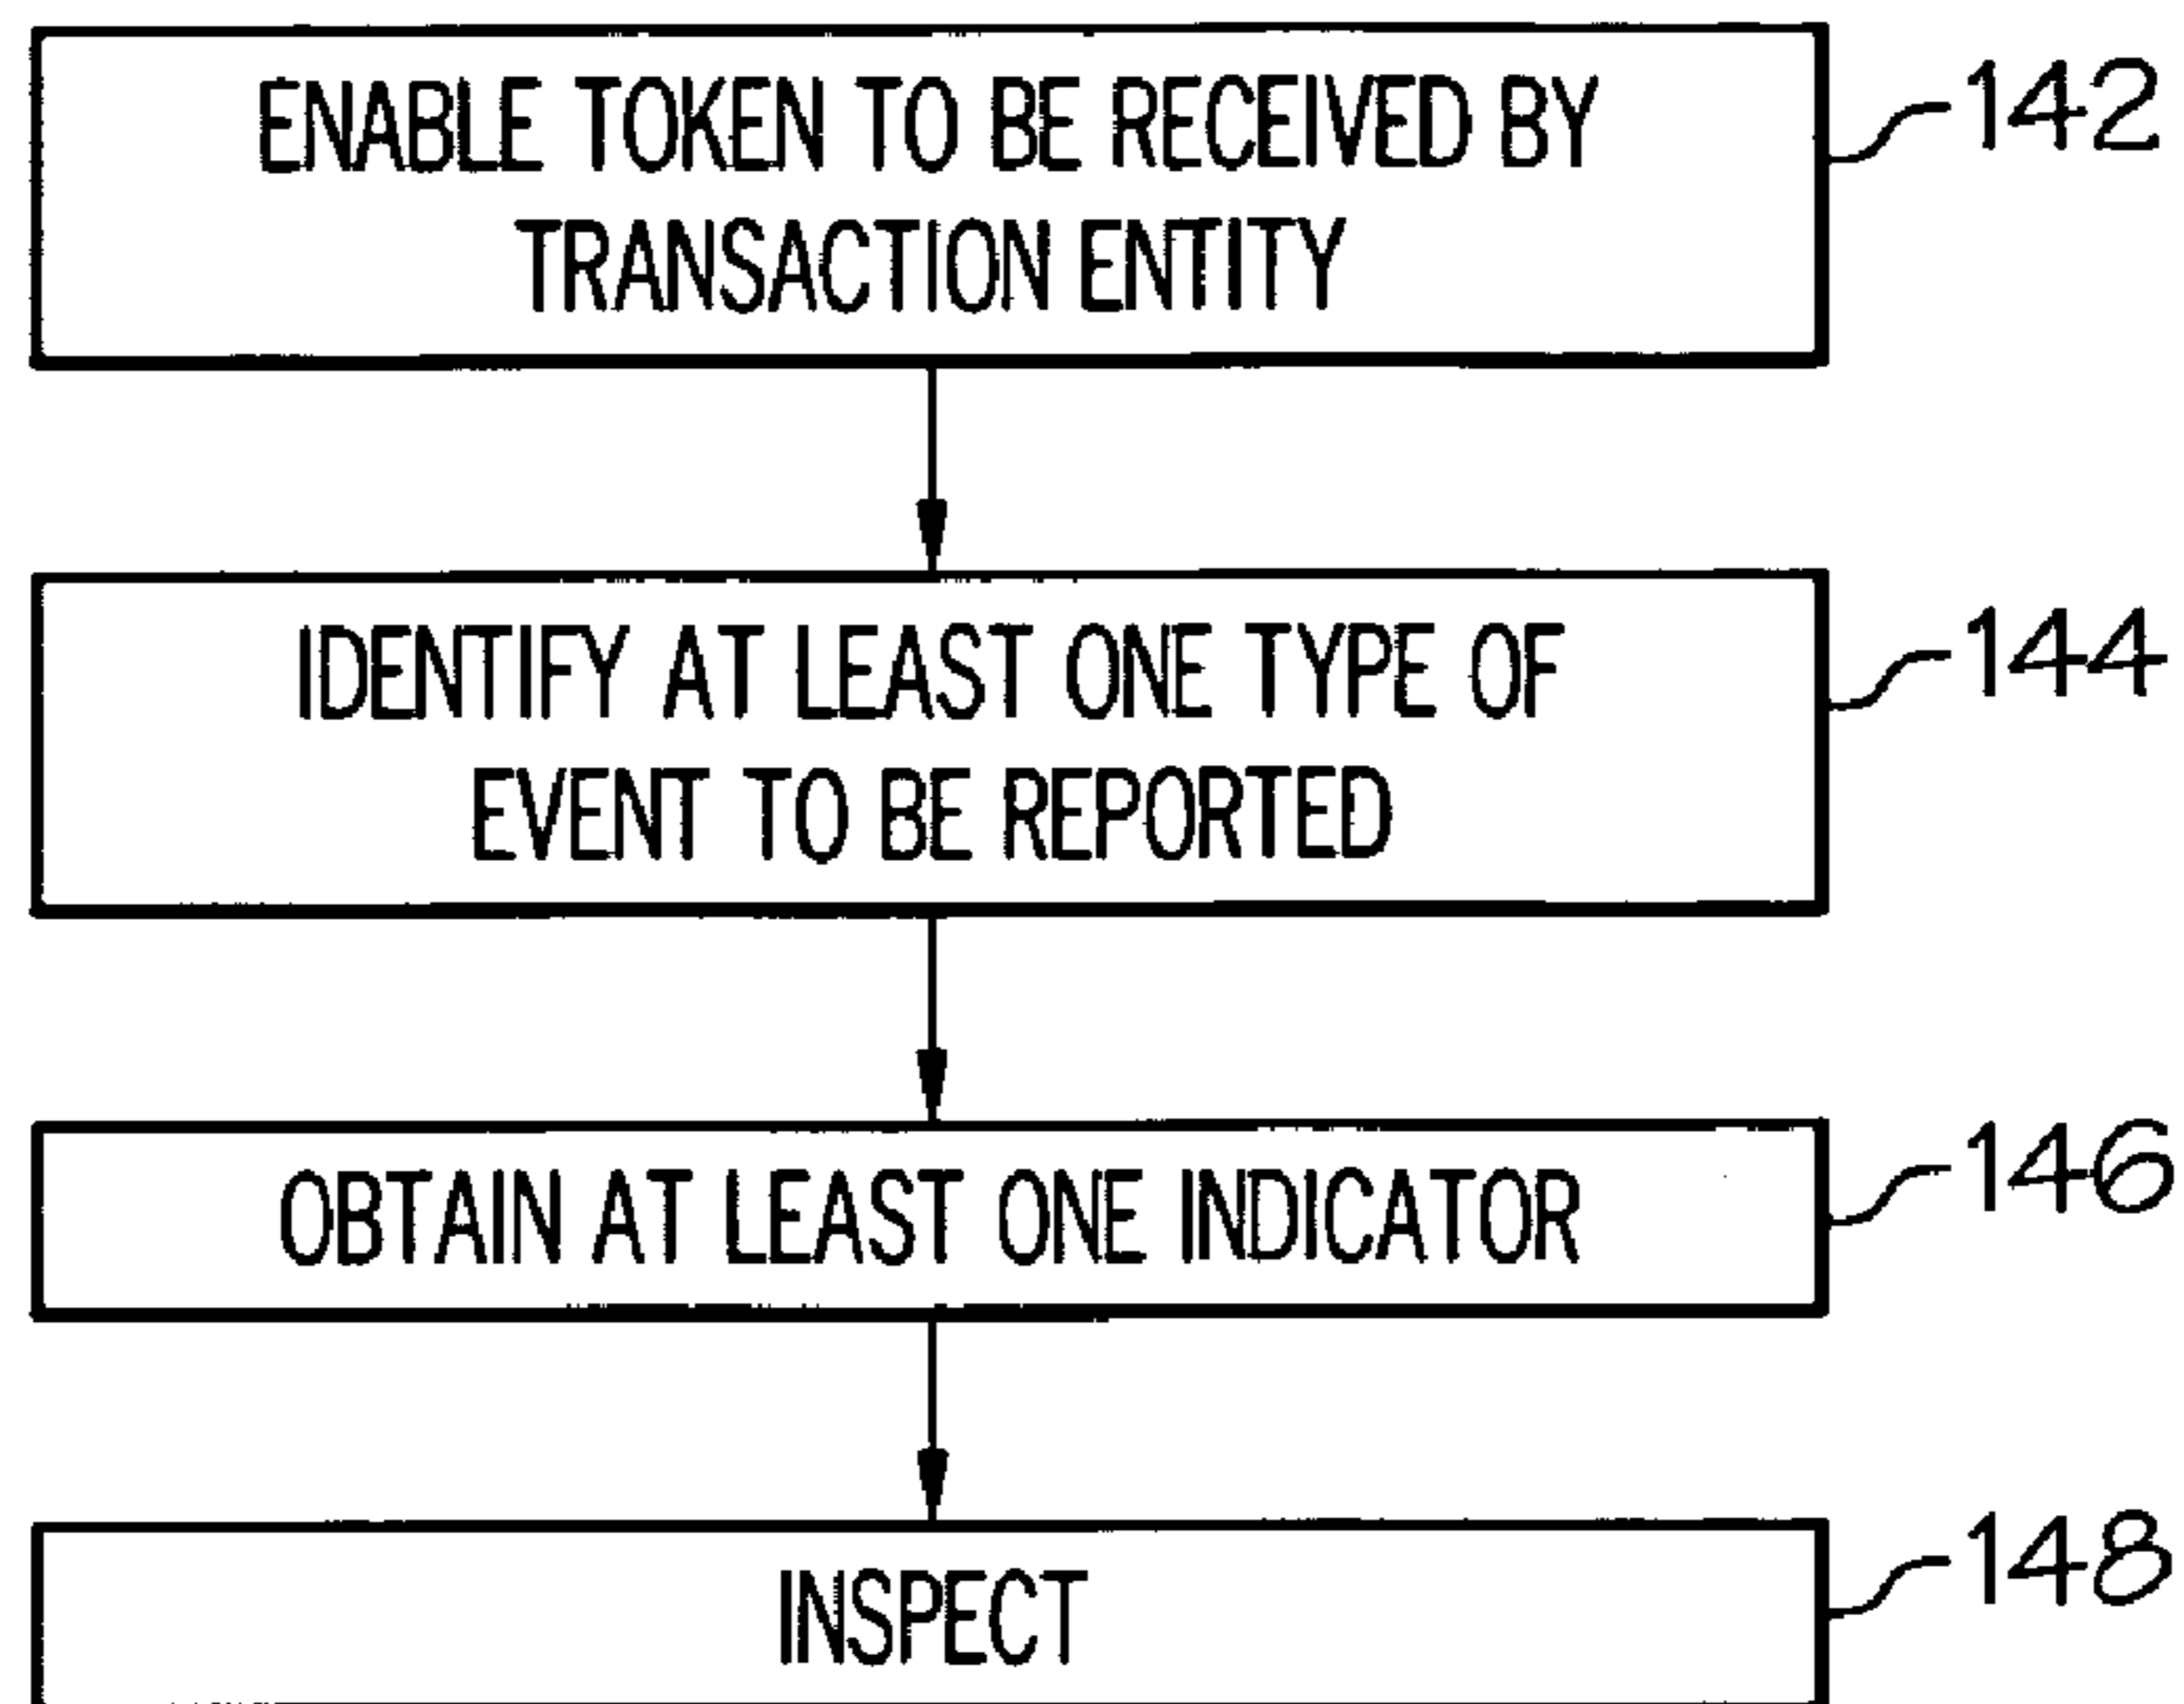 ENABLE TOKEN TO BE RECEIVED BY
TRANSACTION ENTITY
142
IDENTIFY AT LEAST ONE TYPE OF
EVENT TO BE REPORTED
144
OBTAIN AT LEAST ONE INDICATOR
146
INSPECT
148